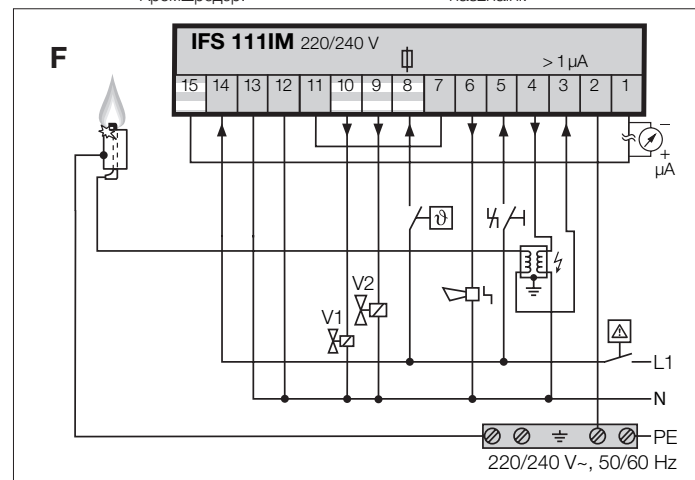 F
IFS 111IM 220/240 V
> 1 µA
15 14 13 12 11 10 9 8 7 6 5 4 3 2 1
–
+
µA
ϑ
V2
V1
L1
N
PE
220/240 V~, 50/60 Hz